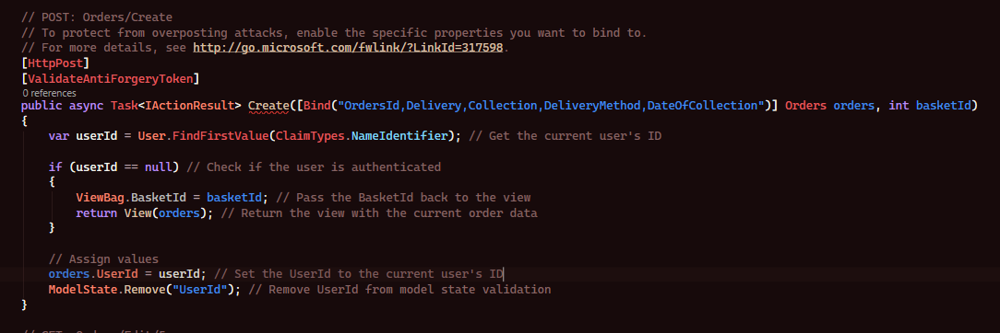 // POST: Orders/Create
// To protect from overposting attacks, enable the specific properties you want to bind to.
// For more details, see http://go.microsoft.com/fwlink/?LinkId=317598.
[HttpPost]
[ValidateAntiForgeryToken]
0 references
public async Task<IActionResult> Create([Bind("OrdersId,Delivery,Collection,DeliveryMethod,DateOfCollection")] Orders orders, int basketId)
{
var userId = User.FindFirstValue(ClaimTypes.NameIdentifier); // Get the current user's ID
if (userId == null) // Check if the user is authenticated
{
ViewBag.BasketId = basketId; // Pass the BasketId back to the view
return View(orders); // Return the view with the current order data
}
// Assign values
orders.UserId = userId; // Set the UserId to the current user's ID
ModelState.Remove("UserId"); // Remove UserId from model state validation
}